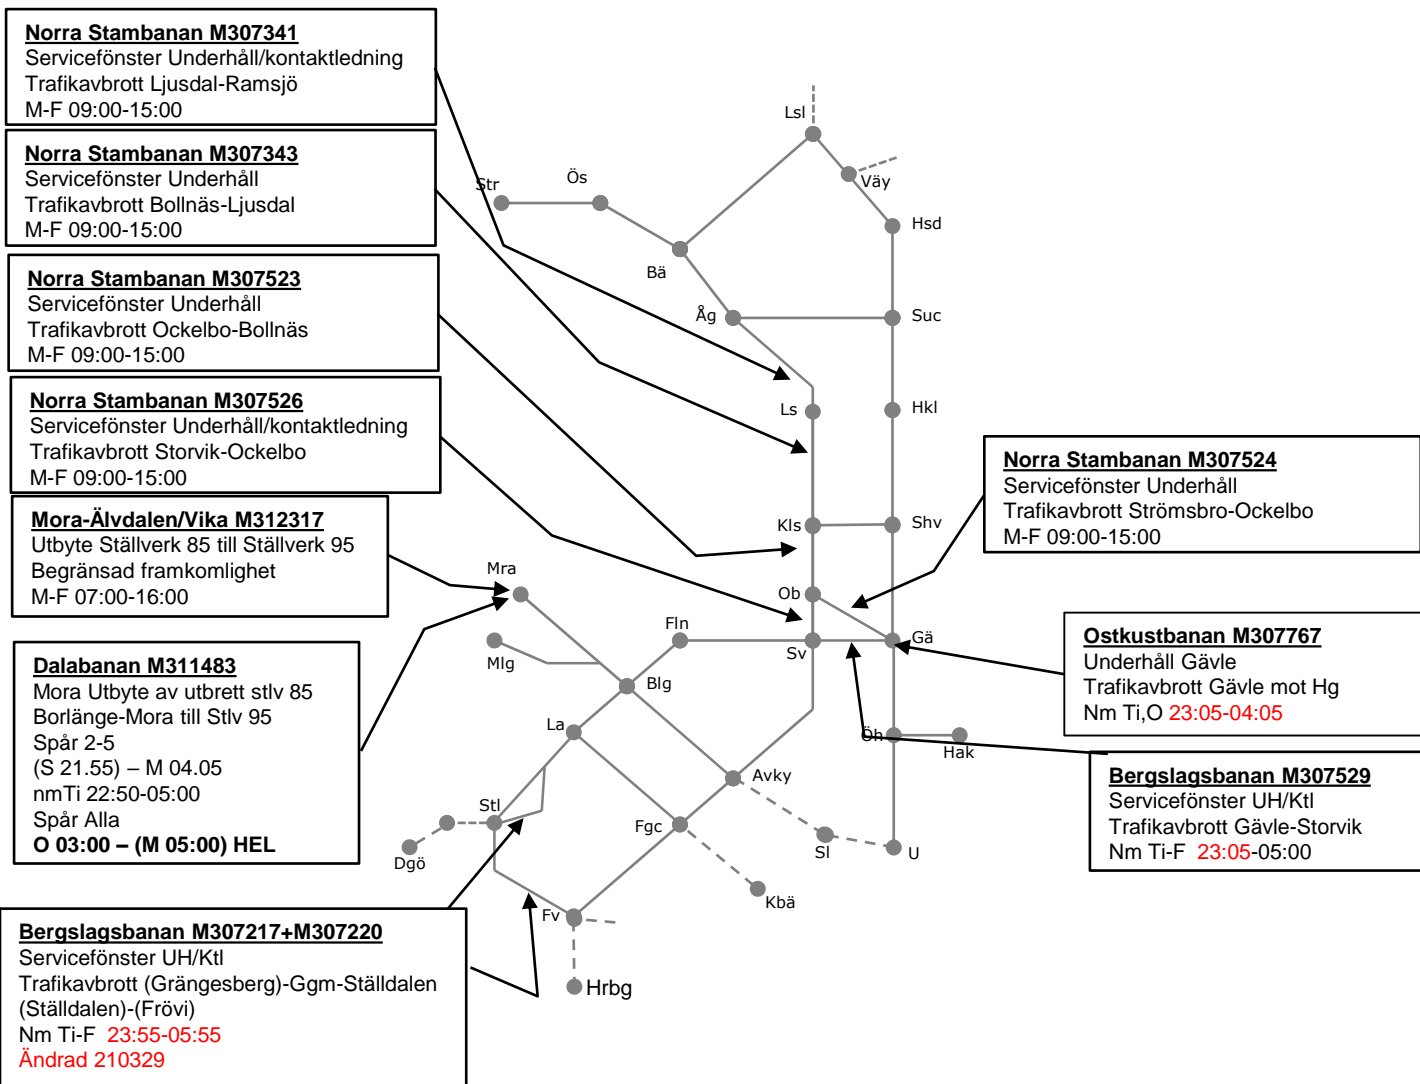 Norra Stambanan M307341
Servicefönster Underhåll/kontaktledning
Trafikavbrott Ljusdal-Ramsjö
M-F 09:00-15:00
Norra Stambanan M307343
Servicefönster Underhåll
Trafikavbrott Bollnäs-Ljusdal
M-F 09:00-15:00
Norra Stambanan M307523
Servicefönster Underhåll
Trafikavbrott Ockelbo-Bollnäs
M-F 09:00-15:00
Norra Stambanan M307526
Servicefönster Underhåll/kontaktledning
Trafikavbrott Storvik-Ockelbo
M-F 09:00-15:00
Mora-Älvdalen/Vika M312317
Utbyte Ställverk 85 till Ställverk 95
Begränsad framkomlighet
M-F 07:00-16:00
Dalabanan M311483
Mora Utbyte av utbrett stlv 85
Borlänge-Mora till Stlv 95
Spår 2-5
(S 21.55) – M 04.05
nmTi 22:50-05:00
Spår Alla
O 03:00 – (M 05:00) HEL
Bergslagsbanan M307217+M307220
Servicefönster UH/Ktl
Trafikavbrott (Grängesberg)-Ggm-Ställdalen
(Ställdalen)-(Frövi)
Nm Ti-F 23:55-05:55
Ändrad 210329
Lsl
Väy
Str
Ös
Hsd
Bä
Åg
Suc
Ls
Hkl
Kls
Shv
Mra
Ob
Fln
Sv
Gä
Mlg
Blg
La
Öh
Hak
Avky
Stl
Fgc
Sl
U
Dgö
Kbä
Fv
Hrbg
Norra Stambanan M307524
Servicefönster Underhåll
Trafikavbrott Strömsbro-Ockelbo
M-F 09:00-15:00
Ostkustbanan M307767
Underhåll Gävle
Trafikavbrott Gävle mot Hg
Nm Ti,O 23:05-04:05
Bergslagsbanan M307529
Servicefönster UH/Ktl
Trafikavbrott Gävle-Storvik
Nm Ti-F 23:05-05:00